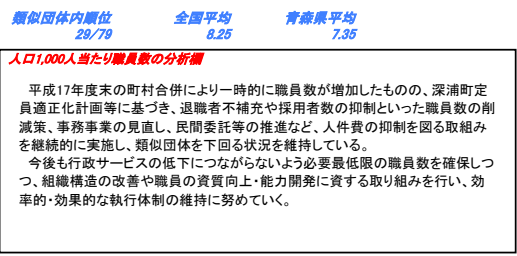 類似団体内順位 全国平均 青森県平均
29/79 8.25 7.35
人口1,000人当たり職員数の分析欄
平成17年度末の町村合併により一時的に職員数が増加したものの、深浦町定
員適正化計画等に基づき、退職者不補充や採用者数の抑制といった職員数の削
減策、事務事業の見直し、民間委託等の推進など、人件費の抑制を図る取組み
を継続的に実施し、類似団体を下回る状況を維持している。
今後も行政サービスの低下につながらないよう必要最低限の職員数を確保しつ
つ、組織構造の改善や職員の資質向上・能力開発に資する取り組みを行い、効
率的・効果的な執行体制の維持に努めていく。